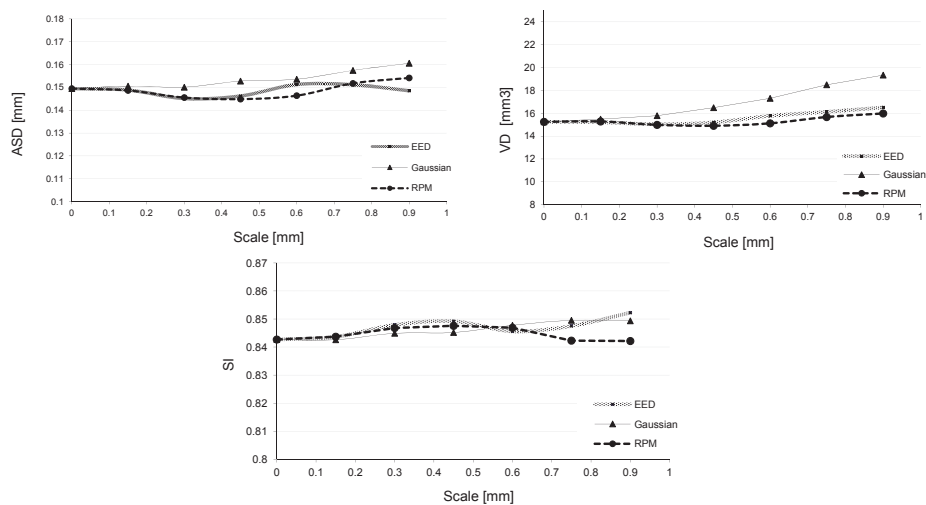 0.18
0.17
0.16
0.15
0.14
0.13
0.12
0.11
0.1
ASD [mm]
EED
Gaussian
RPM
0 0.1 0.2 0.3 0.4 0.5 0.6 0.7 0.8 0.9 1
Scale [mm]
24
22
20
18
16
14
12
10
8
VD [mm3]
EED
Gaussian
RPM
0 0.1 0.2 0.3 0.4 0.5 0.6 0.7 0.8 0.9 1
Scale [mm]
0.87
0.86
0.85
0.84
0.83
0.82
0.81
0.8
SI
EED
Gaussian
RPM
0 0.1 0.2 0.3 0.4 0.5 0.6 0.7 0.8 0.9 1
Scale [mm]